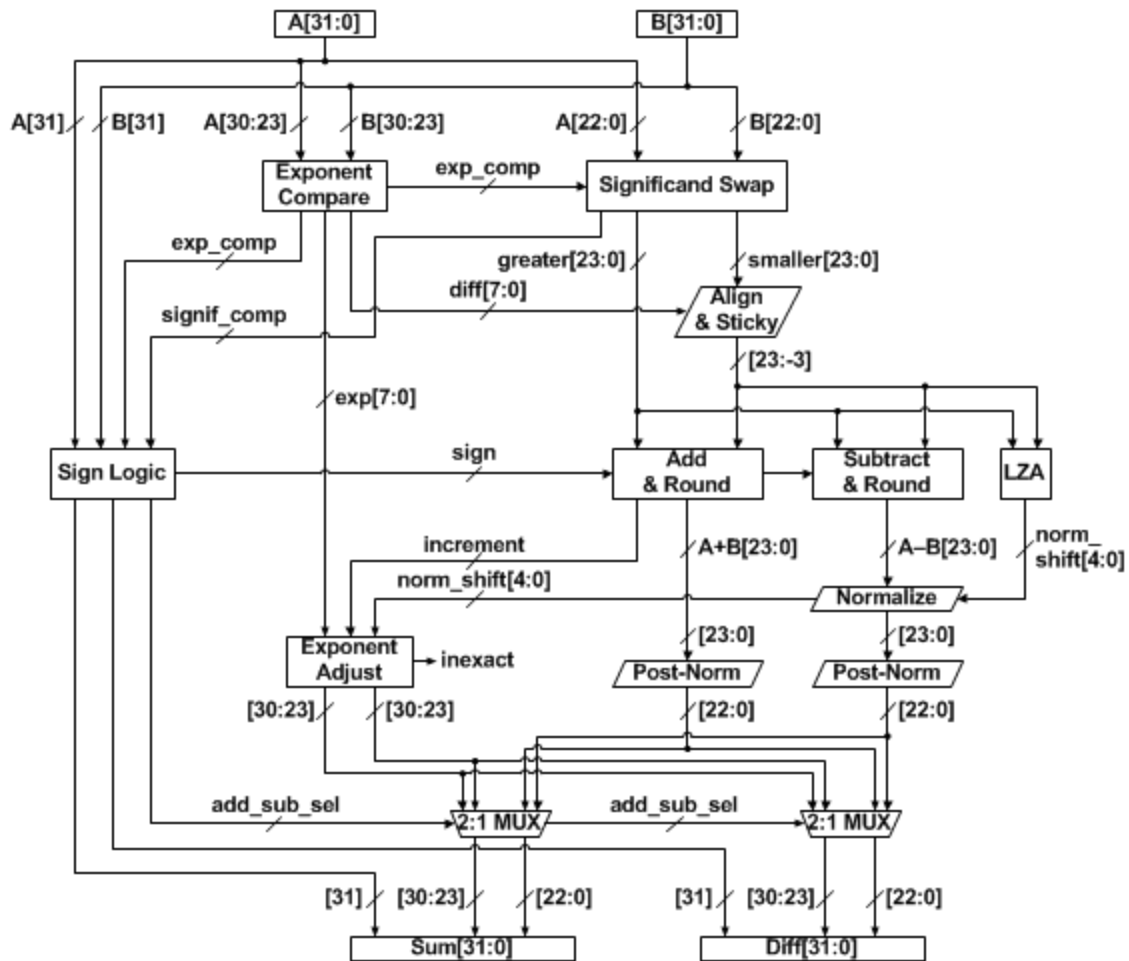 A[31:0]
B[31:0]
A[31]
B[31]
A[30:23]
B[30:23]
A[22:0]
B[22:0]
Exponent
Compare
exp_comp
Significand Swap
exp_comp
greater[23:0]
smaller[23:0]
diff[7:0]
Align
& Sticky
signif_comp
[23:-3]
exp[7:0]
Sign Logic
sign
Add
& Round
Subtract
& Round
LZA
increment
A+B[23:0]
A–B[23:0]
norm_
shift[4:0]
norm_shift[4:0]
Normalize
Exponent
Adjust
inexact
[23:0]
[23:0]
Post-Norm
Post-Norm
[30:23]
[30:23]
[22:0]
[22:0]
add_sub_sel
2:1 MUX
add_sub_sel
2:1 MUX
[31]
[30:23]
[22:0]
[31]
[30:23]
[22:0]
Sum[31:0]
Diff[31:0]